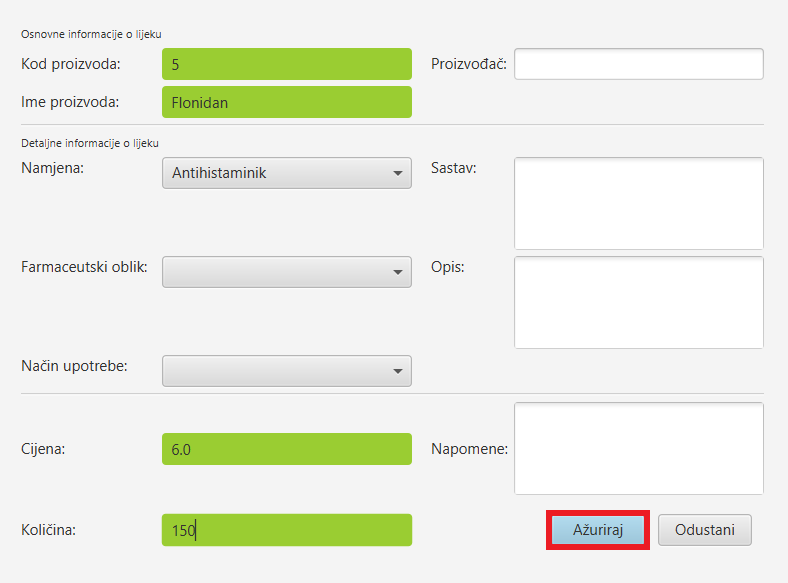 Osnovne informacije o lijeku
Kod proizvoda: 5 Proizvođač:
Ime proizvoda: Flonidan
Detaljne informacije o lijeku
Namjena: Antihistaminik Sastav:
Farmaceutski oblik: Opis:
Način upotrebe:
Cijena: 6.0 Napomene:
Količina: 150 Ažuriraj Odustani